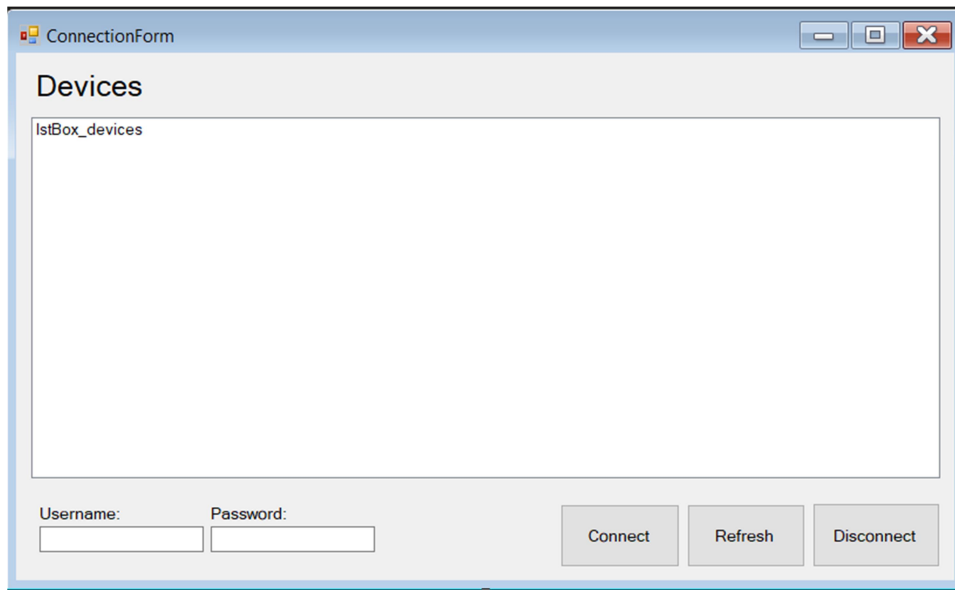 ConnectionForm
Devices
lstBox_devices
Username: Password:
Connect Refresh Disconnect